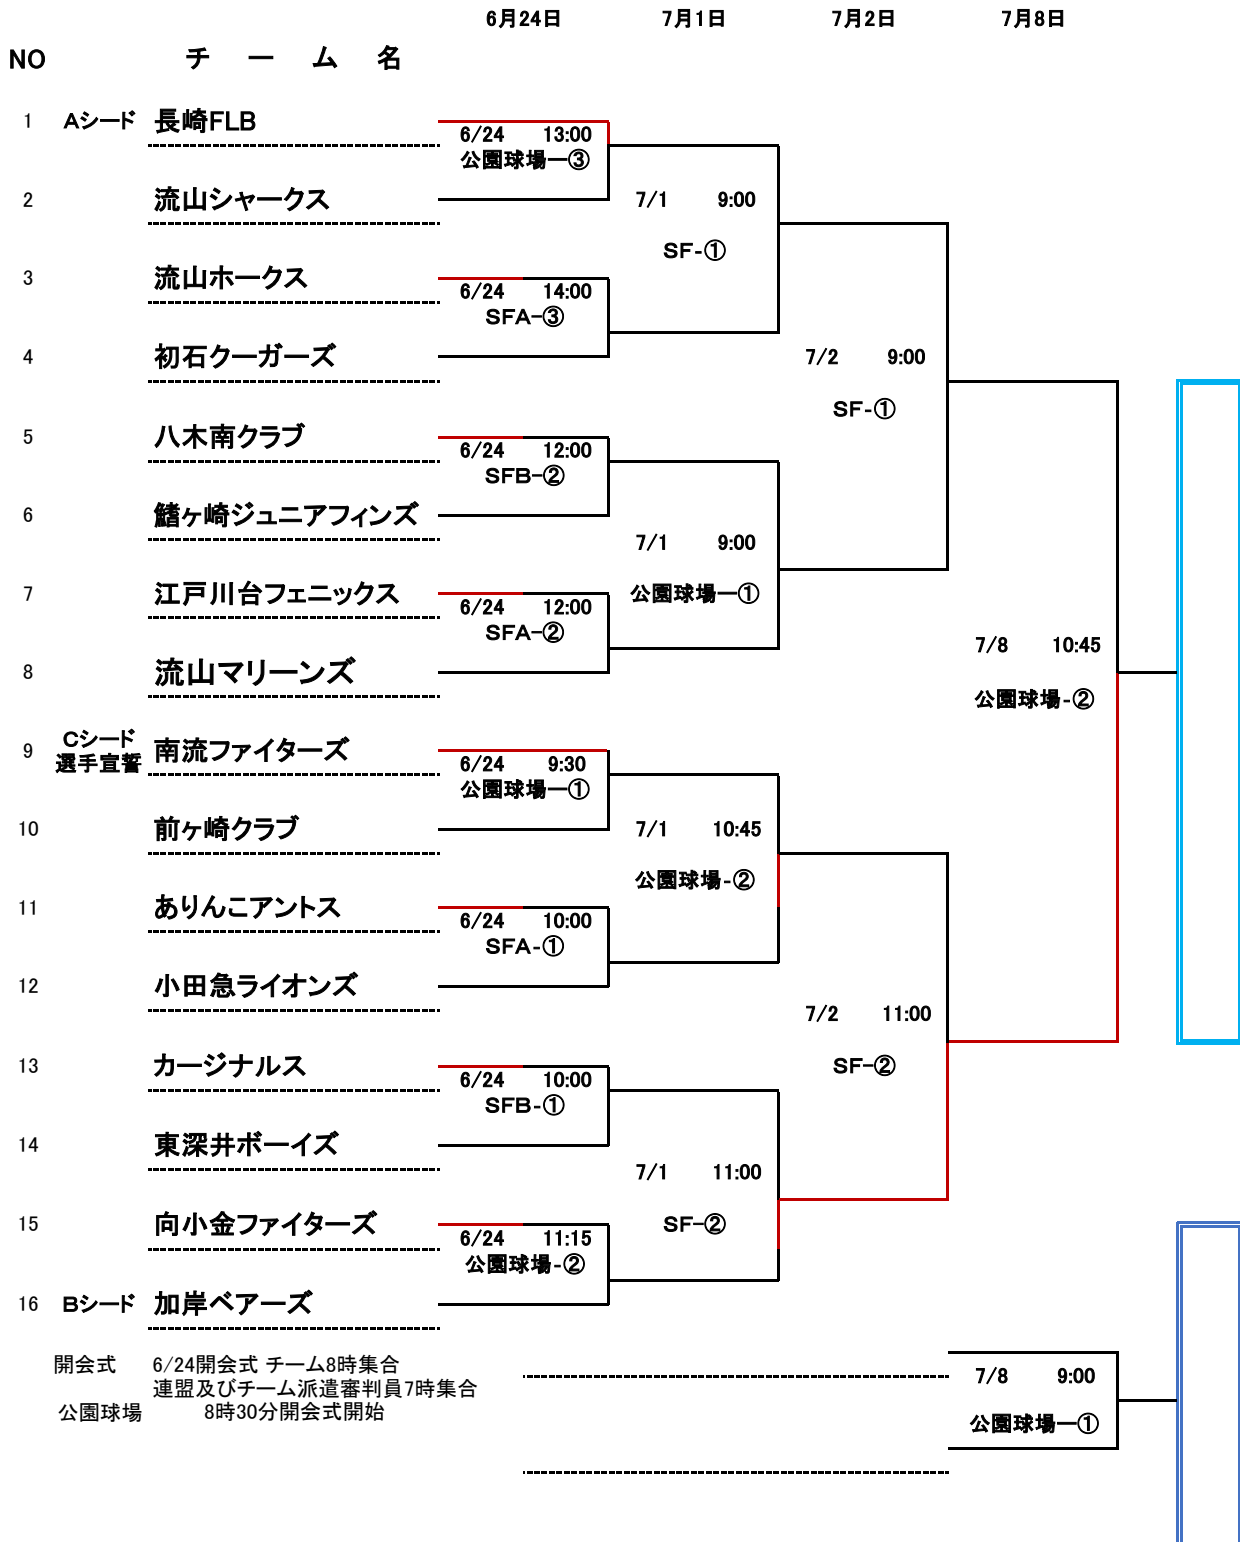 6月24日 7月1日 7月2日 7月8日
NO チーム名
1 Aシード 長崎FLB
6/24 13:00
公園球場ー③
2 流山シャークス
7/1 9:00
SF-①
3 流山ホークス
6/24 14:00
SFA-③
4 初石クーガーズ
7/2 9:00
SF-①
5 八木南クラブ
6/24 12:00
SFB-②
6 鰭ヶ崎ジュニアフィンズ
7/1 9:00
公園球場ー①
7 江戸川台フェニックス
6/24 12:00
SFA-②
8 流山マリーンズ
7/8 10:45
公園球場-②
9 Cシード 選手宣誓 南流ファイターズ
6/24 9:30
公園球場ー①
10 前ヶ崎クラブ
7/1 10:45
公園球場-②
11 ありんこアントス
6/24 10:00
SFA-①
12 小田急ライオンズ
7/2 11:00
SF-②
13 カージナルス
6/24 10:00
SFB-①
14 東深井ボーイズ
7/1 11:00
SF-②
15 向小金ファイターズ
6/24 11:15
公園球場-②
16 Bシード 加岸ベアーズ
開会式 6/24開会式 チーム8時集合
連盟及びチーム派遣審判員7時集合
公園球場 8時30分開会式開始
7/8 9:00
公園球場ー①